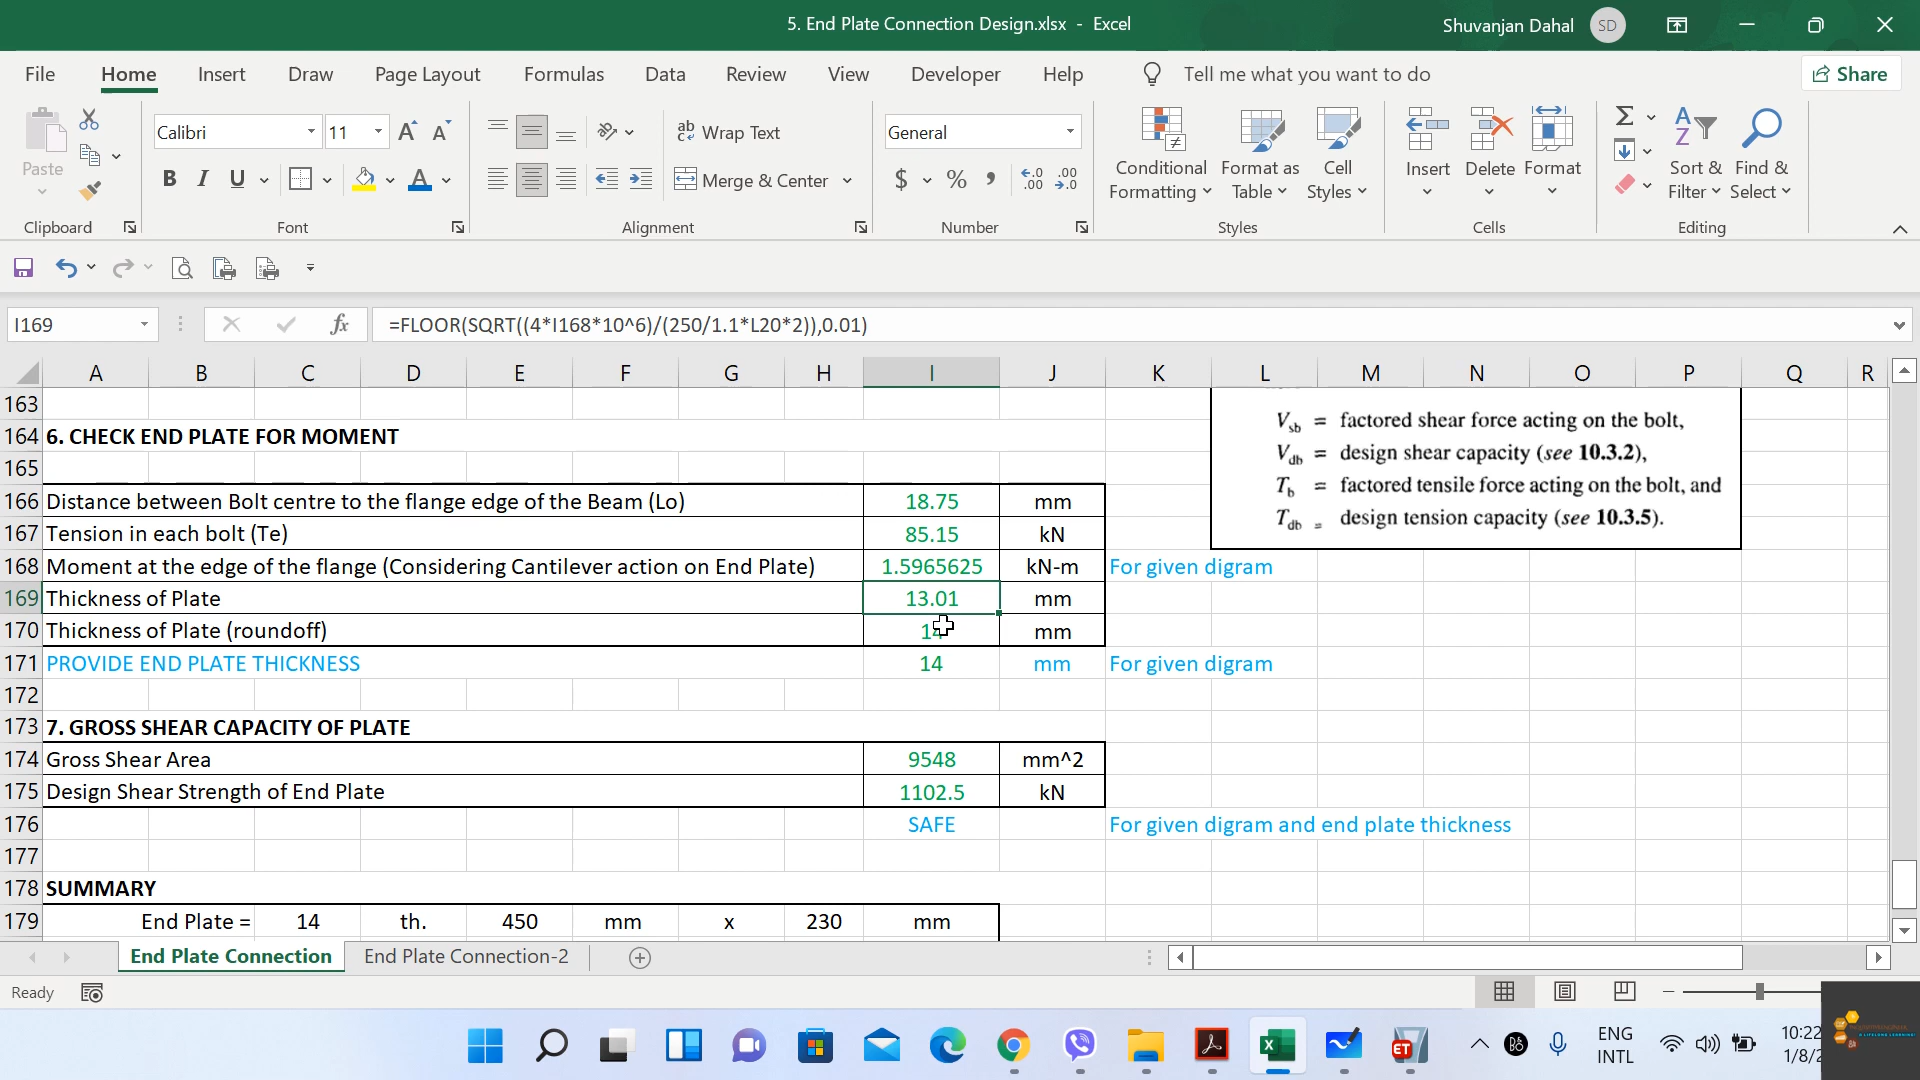 5. End Plate Connection Design.xlsx - Excel
Shuvanjan Dahal SD
File Home Insert Draw Page Layout Formulas Data Review View Developer Help Tell me what you want to do Share
Paste
Clipboard
Calibri 11
B I U
Font
Wrap Text
Merge & Center
Alignment
General
$ % ,
Number
Conditional Formatting
Format as Table
Cell Styles
Styles
Insert Delete Format
Cells
Sort & Filter
Find & Select
Editing
I169 fx =FLOOR(SQRT((4*I168*10^6)/(250/1.1*L20*2)),0.01)
A B C D E F G H I J K L M N O P Q R
163
Vsb = factored shear force acting on the bolt,
Vdb = design shear capacity (see 10.3.2),
Tb = factored tensile force acting on the bolt, and
Tdb = design tension capacity (see 10.3.5).
164 6. CHECK END PLATE FOR MOMENT
165
166 Distance between Bolt centre to the flange edge of the Beam (Lo) 18.75 mm
167 Tension in each bolt (Te) 85.15 kN
168 Moment at the edge of the flange (Considering Cantilever action on End Plate) 1.5965625 kN-m For given digram
169 Thickness of Plate 13.01 mm
170 Thickness of Plate (roundoff) 14 mm
171 PROVIDE END PLATE THICKNESS 14 mm For given digram
172
173 7. GROSS SHEAR CAPACITY OF PLATE
174 Gross Shear Area 9548 mm^2
175 Design Shear Strength of End Plate 1102.5 kN
176 SAFE For given digram and end plate thickness
177
178 SUMMARY
179 End Plate = 14 th. 450 mm x 230 mm
End Plate Connection End Plate Connection-2
Ready
ENG
INTL
10:22
1/8/2